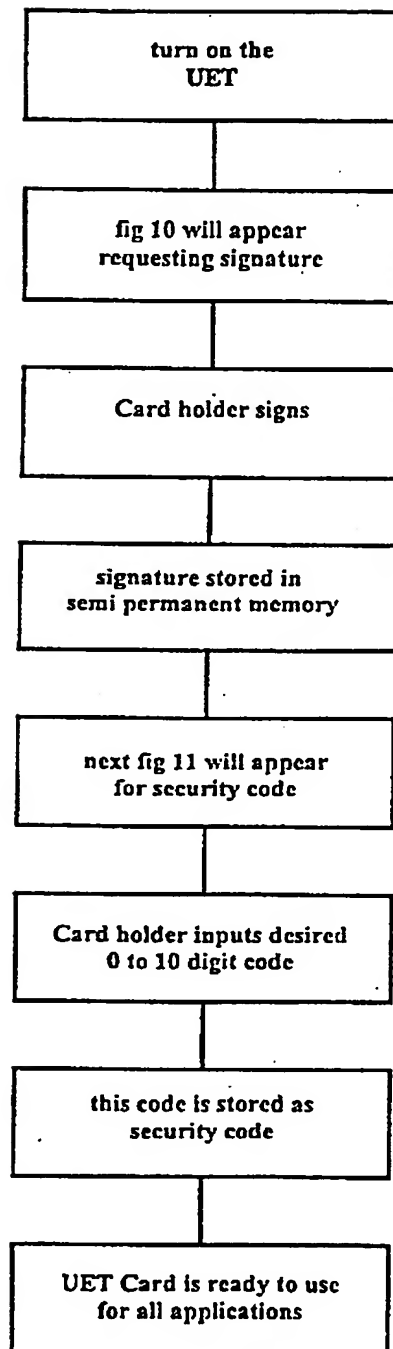 turn on the
UET
fig 10 will appear
requesting signature
Card holder signs
signature stored in
semi permanent memory
next fig 11 will appear
for security code
Card holder inputs desired
0 to 10 digit code
this code is stored as
security code
UET Card is ready to use
for all applications